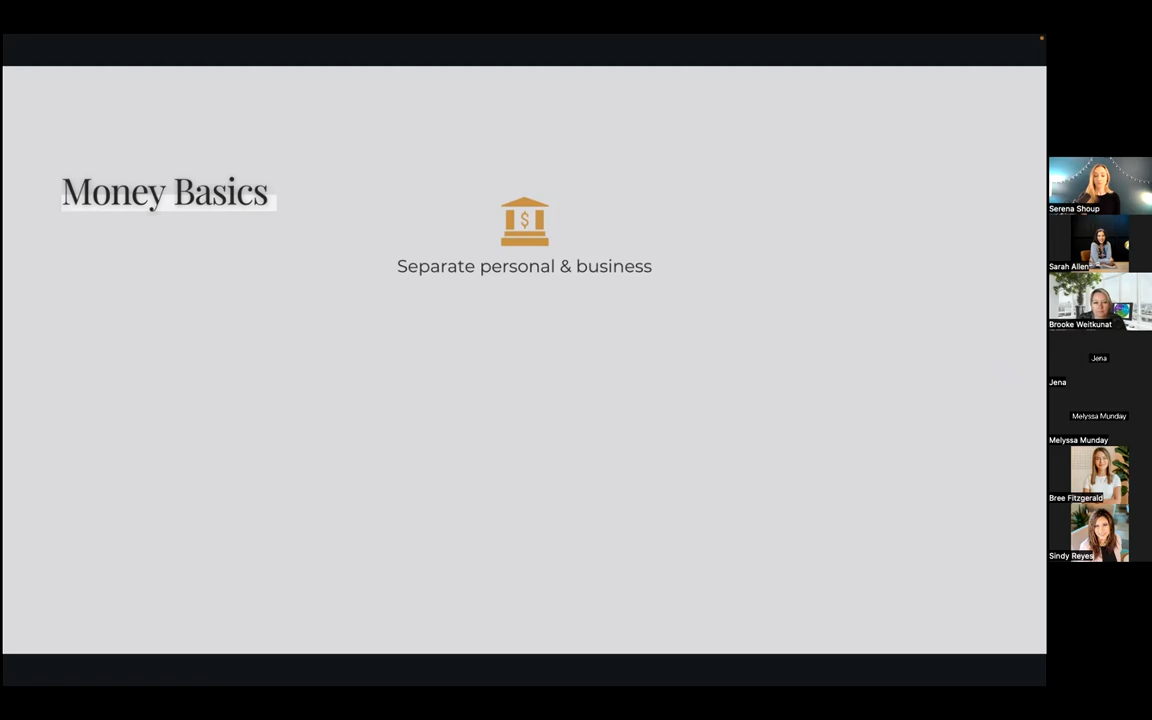 Money Basics
$
Separate personal & business
Serena Shoup
Sarah Allen
Brooke Weitkunat
Jena
Jena
Melyssa Munday
Melyssa Munday
Bree Fitzgerald
Sindy Reyes